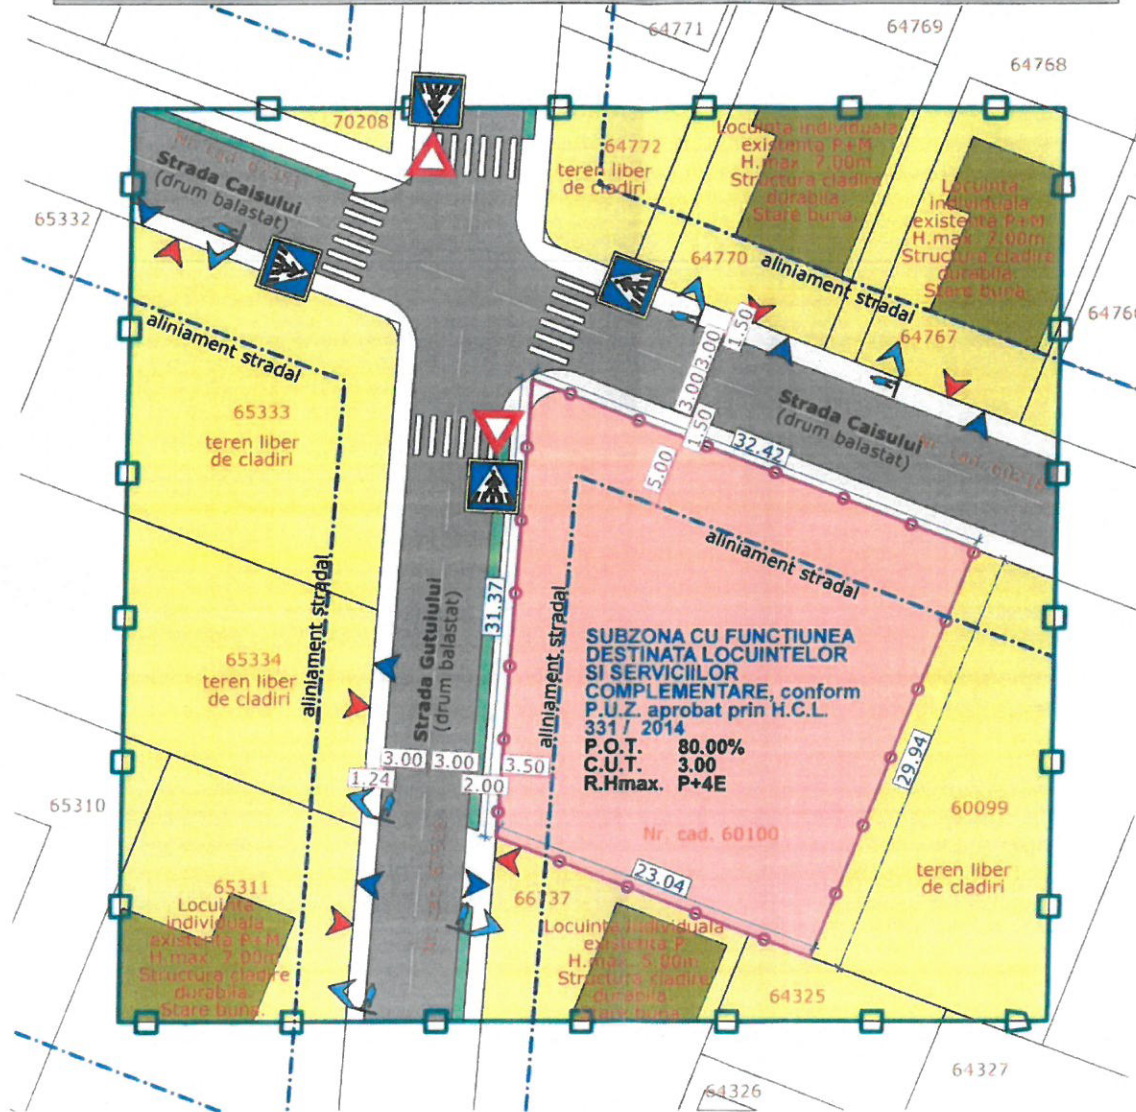 64771
64769
64768
70208
64772
teren liber
de cladiri
Locuinta individuala
existenta P+M
H.max. 7.00m
Structura cladire
durabila.
Stare buna.
Locuinta
individuala
existenta P+M
H.max. 7.00m
Structura cladire
durabila.
Stare buna
Strada Caisului
(drum balastat)
65332
64770
aliniament stradal
64767
64766
aliniament stradal
1.50
3.00
3.00
1.50
5.00
65333
teren liber
de cladiri
Strada Caisului
(drum balastat)
32.42
aliniament stradal
aliniament stradal
31.37
Strada Gutuiului
(drum balastat)
aliniament stradal
SUBZONA CU FUNCTIUNEA
DESTINATA LOCUINTELOR
SI SERVICIILOR
COMPLEMENTARE, conform
P.U.Z. aprobat prin H.C.L.
331 / 2014
P.O.T. 80.00%
C.U.T. 3.00
R.Hmax. P+4E
65334
teren liber
de cladiri
3.00
3.00
3.50
1.24
2.00
29.94
65310
Nr. cad. 60100
60099
teren liber
de cladiri
23.04
65311
Locuinta
individuala
existenta P+M
H.max. 7.00m
Structura cladire
durabila.
Stare buna.
66737
Locuinta individuala
existenta P
H.max. 5.00m
Structura cladire
durabila
Stare buna
64325
64326
64327